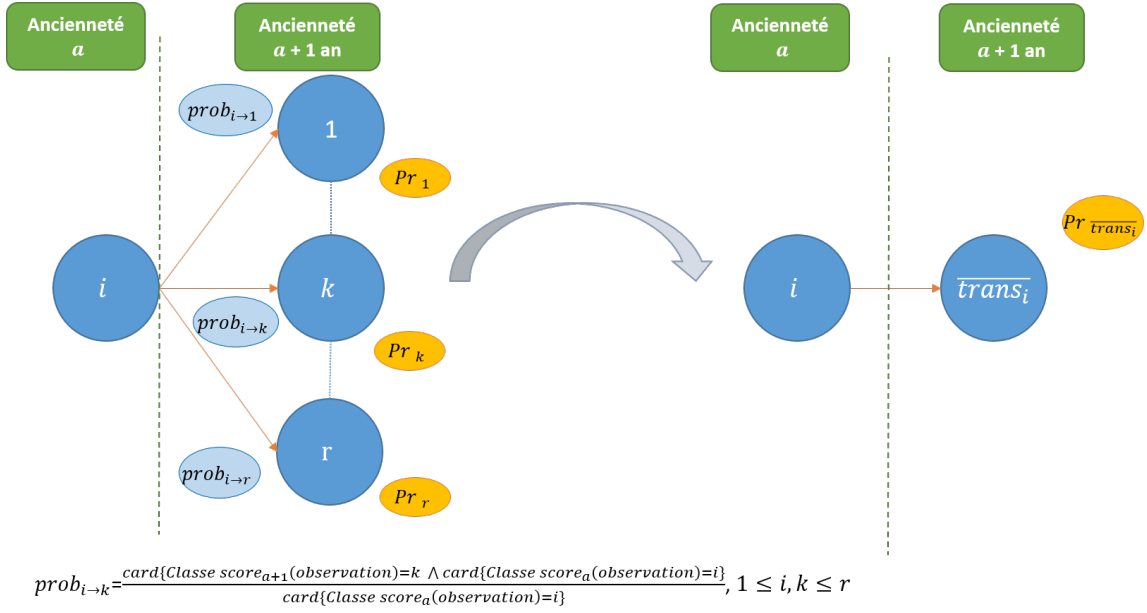 Ancienneté
a
Ancienneté
a + 1 an
Ancienneté
a
Ancienneté
a + 1 an
prob_{i→1}
1
Pr_1
i
k
prob_{i→k}
Pr_k
r
prob_{i→r}
Pr_r
i
\overline{trans_i}
Pr_{\overline{trans_i}}
prob_{i→k}=\frac{card\{Classe score_{a+1}(observation)=k ∧ card\{Classe score_a(observation)=i\}}{card\{Classe score_a(observation)=i\}}, 1 ≤ i, k ≤ r